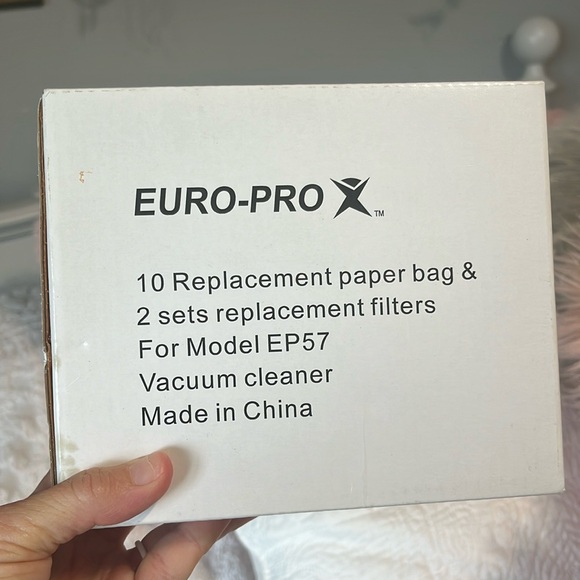 EURO-PRO X™
10 Replacement paper bag &
2 sets replacement filters
For Model EP57
Vacuum cleaner
Made in China